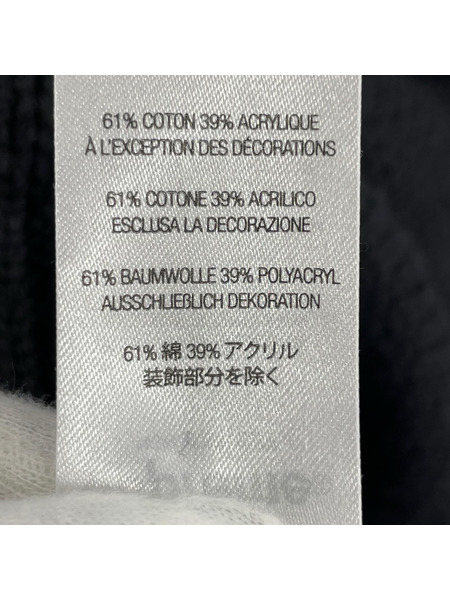 61% COTON 39% ACRYLIQUE
À L'EXCEPTION DES DÉCORATIONS
61% COTONE 39% ACRILICO
ESCLUSA LA DECORAZIONE
61% BAUMWOLLE 39% POLYACRYL
AUSSCHLIEßLICH DEKORATION
61% 綿 39% アクリル
装飾部分を除く